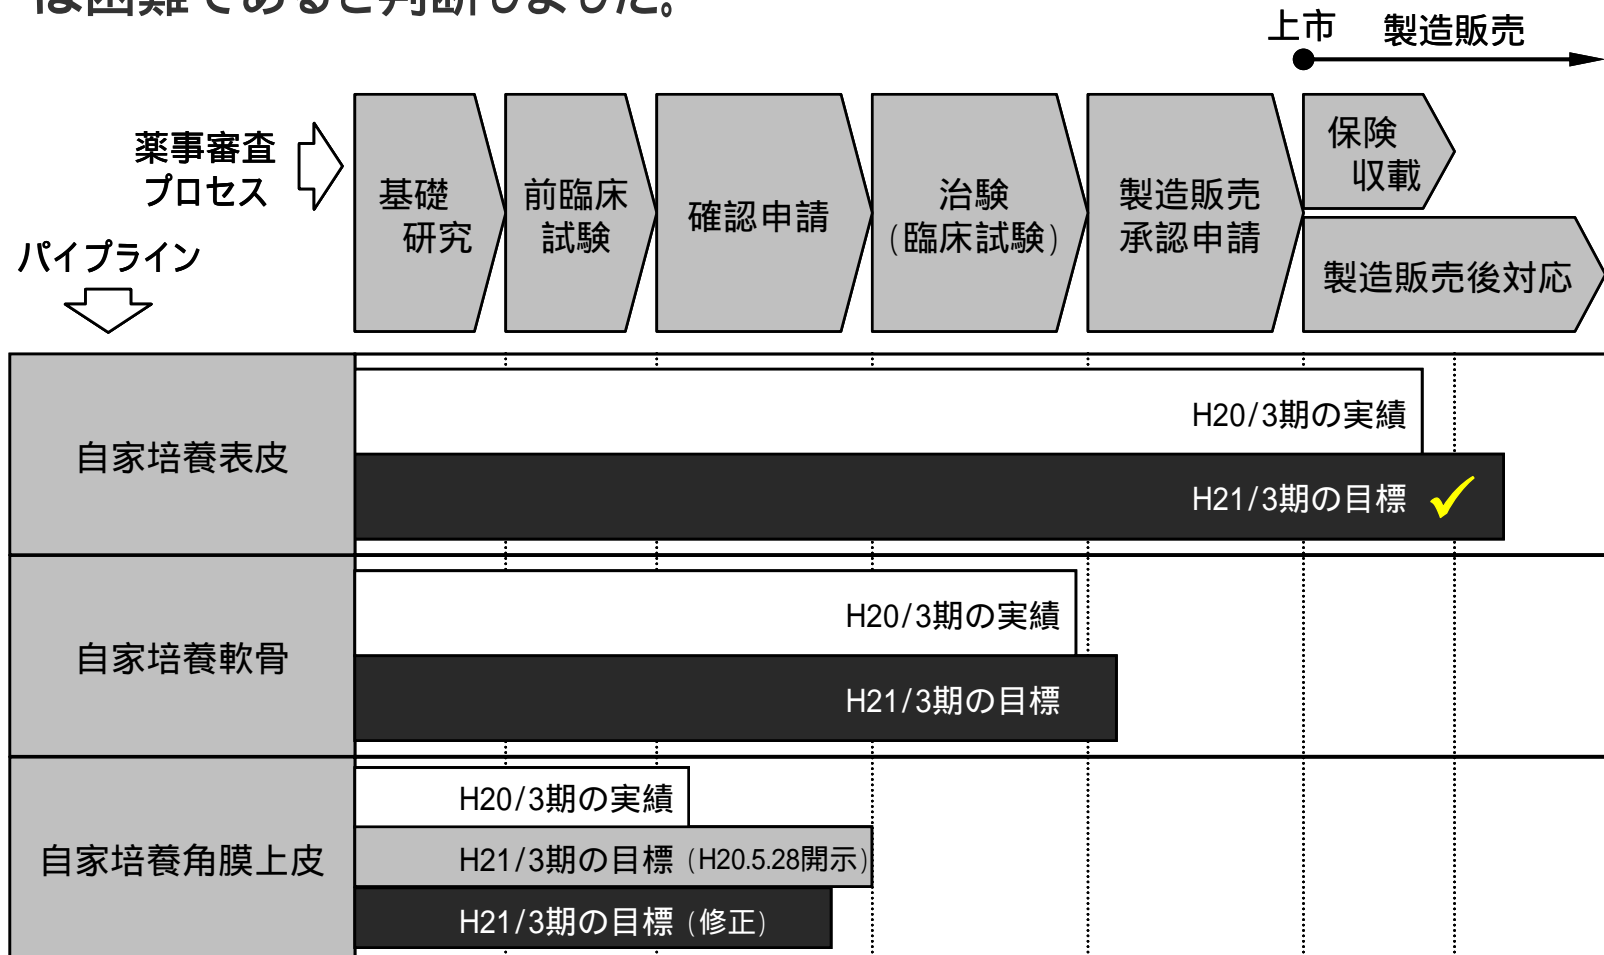 は困難であると判断しました。
上市 製造販売
薬事審査
プロセス
パイプライン
基礎
研究
前臨床
試験
確認申請
治験
(臨床試験)
製造販売
承認申請
保険
収載
製造販売後対応
自家培養表皮
H20/3期の実績
H21/3期の目標
自家培養軟骨
H20/3期の実績
H21/3期の目標
自家培養角膜上皮
H20/3期の実績
H21/3期の目標 (H20.5.28開示)
H21/3期の目標 (修正)